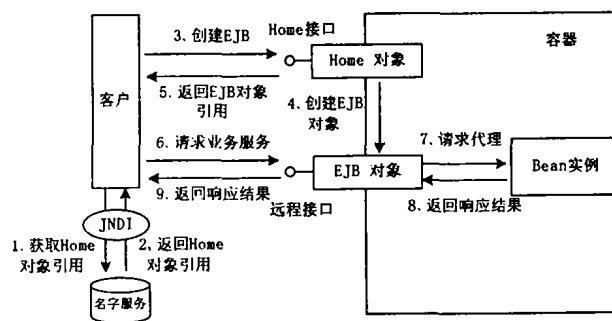 3、创建EJB
Home接口
容器
Home 对象
客户
5、返回EJB对象
引用
4、创建EJB
对象
6、请求业务服务
7、请求代理
EJB 对象
Bean实例
9、返回响应结果
8、返回响应结果
远程接口
JNDI
1、获取Home
对象引用
2、返回Home
对象引用
名字服务